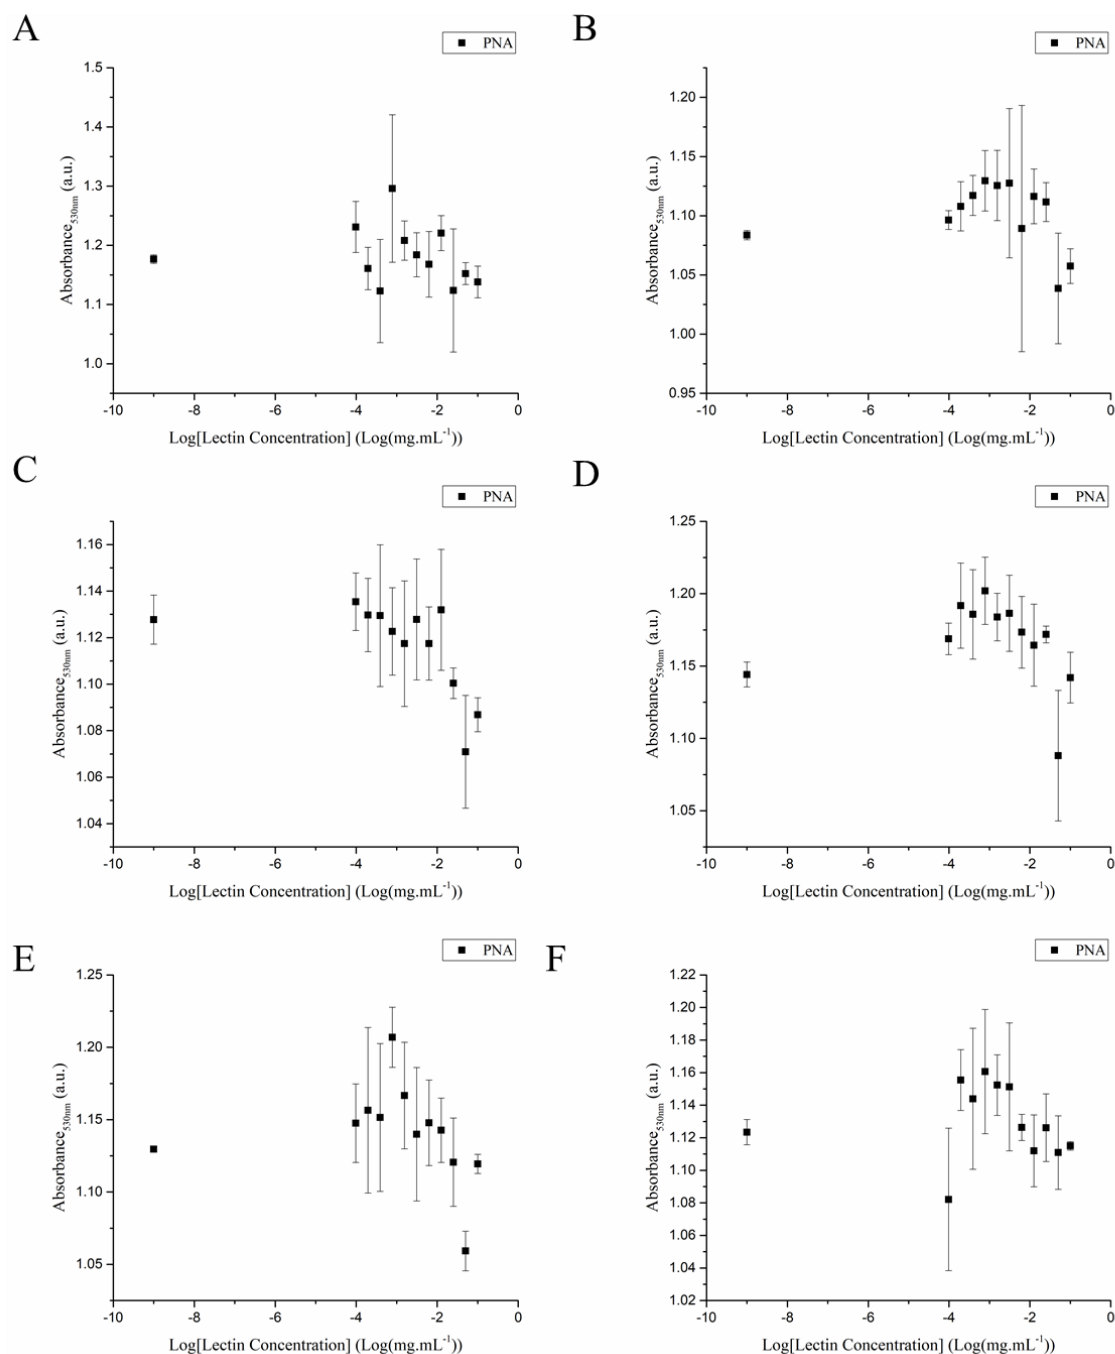 A
PNA
1.5
1.4
1.3
1.2
1.1
1.0
Absorbance530nm (a.u.)
-10 -8 -6 -4 -2 0
Log[Lectin Concentration] (Log(mg.mL-1))
B
PNA
1.20
1.15
1.10
1.05
1.00
0.95
Absorbance530nm (a.u.)
-10 -8 -6 -4 -2 0
Log[Lectin Concentration] (Log(mg.mL-1))
C
PNA
1.16
1.14
1.12
1.10
1.08
1.06
1.04
Absorbance530nm (a.u.)
-10 -8 -6 -4 -2 0
Log[Lectin Concentration] (Log(mg.mL-1))
D
PNA
1.25
1.20
1.15
1.10
1.05
Absorbance530nm (a.u.)
-10 -8 -6 -4 -2 0
Log[Lectin Concentration] (Log(mg.mL-1))
E
PNA
1.25
1.20
1.15
1.10
1.05
Absorbance530nm (a.u.)
-10 -8 -6 -4 -2 0
Log[Lectin Concentration] (Log(mg.mL-1))
F
PNA
1.22
1.20
1.18
1.16
1.14
1.12
1.10
1.08
1.06
1.04
1.02
Absorbance530nm (a.u.)
-10 -8 -6 -4 -2 0
Log[Lectin Concentration] (Log(mg.mL-1))